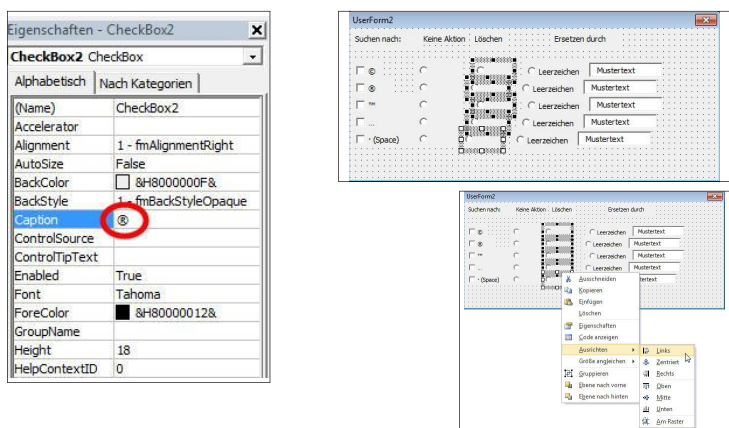 Eigenschaften - CheckBox2
CheckBox2 CheckBox
Alphabetisch Nach Kategorien
(Name) CheckBox2
Accelerator
Alignment 1 - fmAlignmentRight
AutoSize False
BackColor &H8000000F&
BackStyle 1 - fmBackStyleOpaque
Caption ®
ControlSource
ControlTipText
Enabled True
Font Tahoma
ForeColor &H80000012&
GroupName
Height 18
HelpContextID 0
UserForm2
Suchen nach: Keine Aktion Löschen Ersetzen durch
© Leerzeichen Mustertext
® Leerzeichen Mustertext
™ Leerzeichen Mustertext
... Leerzeichen Mustertext
· (Space) Leerzeichen Mustertext
UserForm2
Suchen nach: Keine Aktion Löschen Ersetzen durch
© Leerzeichen Mustertext
® Leerzeichen Mustertext
™ Leerzeichen Mustertext
... Leerzeichen Mustertext
· (Space) tertext
Ausschneiden
Kopieren
Einfügen
Löschen
Eigenschaften
Code anzeigen
Ausrichten
Größe angleichen
Gruppieren
Ebene nach vorne
Ebene nach hinten
Links
Zentriert
Rechts
Oben
Mitte
Unten
Am Raster